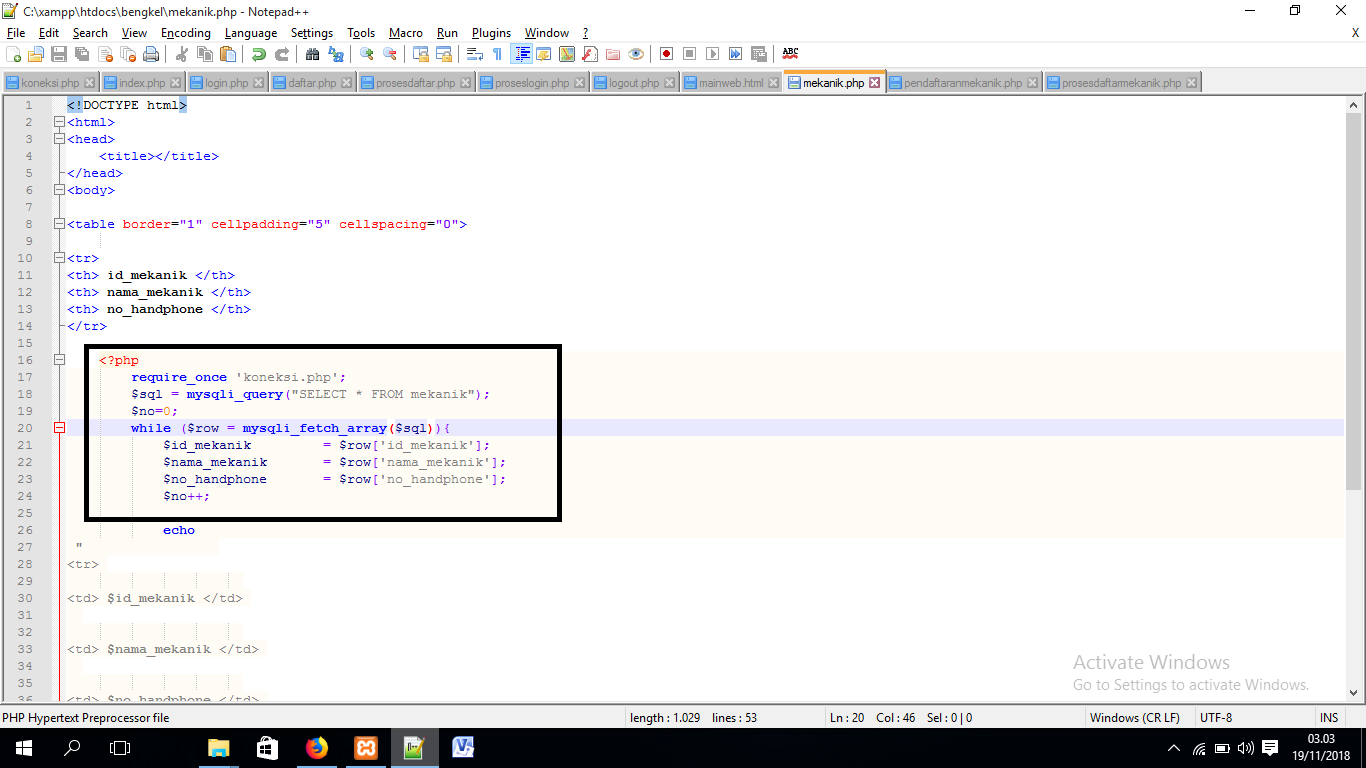 C:\xampp\htdocs\bengkel\mekanik.php - Notepad++
File Edit Search View Encoding Language Settings Tools Macro Run Plugins Window ? X
koneksi.php index.php login.php daftar.php prosesdaftar.php proseslogin.php logout.php mainweb.html mekanik.php pendaftaranmekanik.php prosesdaftarmekanik.php
1 <!DOCTYPE html>
2 <html>
3 <head>
4 <title></title>
5 </head>
6 <body>
7
8 <table border="1" cellpadding="5" cellspacing="0">
9
10 <tr>
11 <th> id_mekanik </th>
12 <th> nama_mekanik </th>
13 <th> no_handphone </th>
14 </tr>
15
16 <?php
17 require_once 'koneksi.php';
18 $sql = mysqli_query("SELECT * FROM mekanik");
19 $no=0;
20 while ($row = mysqli_fetch_array($sql)){
21 $id_mekanik = $row['id_mekanik'];
22 $nama_mekanik = $row['nama_mekanik'];
23 $no_handphone = $row['no_handphone'];
24 $no++;
25
26 echo
27 "
28 <tr>
29
30 <td> $id_mekanik </td>
31
32
33 <td> $nama_mekanik </td>
34
35
36 <td> $no_handphone </td>
Activate Windows
Go to Settings to activate Windows.
PHP Hypertext Preprocessor file length : 1.029 lines : 53 Ln : 20 Col : 46 Sel : 0 | 0 Windows (CR LF) UTF-8 INS
03.03
19/11/2018